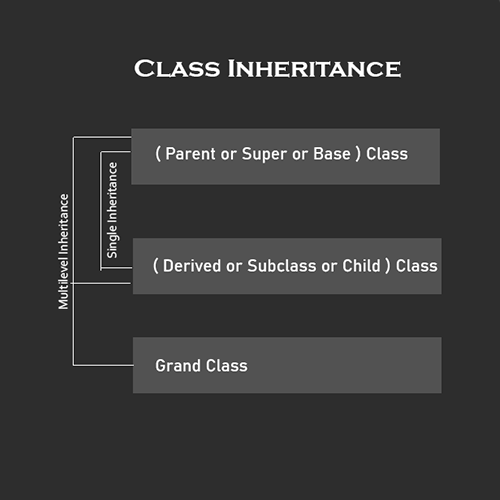 CLASS INHERITANCE
( Parent or Super or Base ) Class
Single Inheritance
Multilevel Inheritance
( Derived or Subclass or Child ) Class
Grand Class